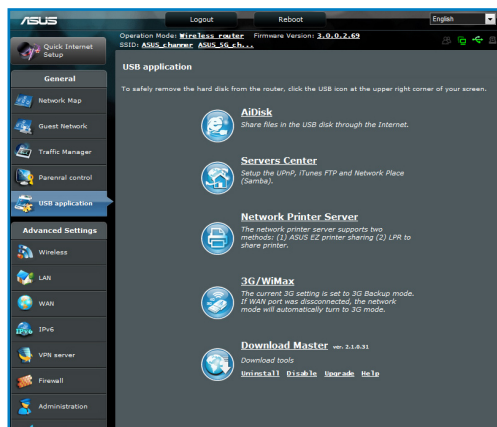 ASUS
Logout
Reboot
English
Operation Mode: Wireless router Firmware Version: 3.0.0.2.69
SSID: ASUS_channer ASUS_5G_ch...
Quick Internet
Setup
General
Network Map
Guest Network
Traffic Manager
Parenral control
USB application
Advanced Settings
Wireless
LAN
WAN
IPv6
VPN server
Firewall
Administration
USB application
To safely remove the hard disk from the router, click the USB icon at the upper right corner of your screen.
AiDisk
Share files in the USB disk through the Internet.
Servers Center
Setup the UPnP, iTunes FTP and Network Place
(Samba).
Network Printer Server
The network printer server supports two
methods: (1) ASUS EZ printer sharing (2) LPR to
share printer.
3G/WiMax
The current 3G setting is set to 3G Backup mode.
If WAN port was dissconnected, the network
mode will automatically turn to 3G mode.
Download Master ver. 2.1.0.31
Download tools
Uninstall Disable Upgrade Help